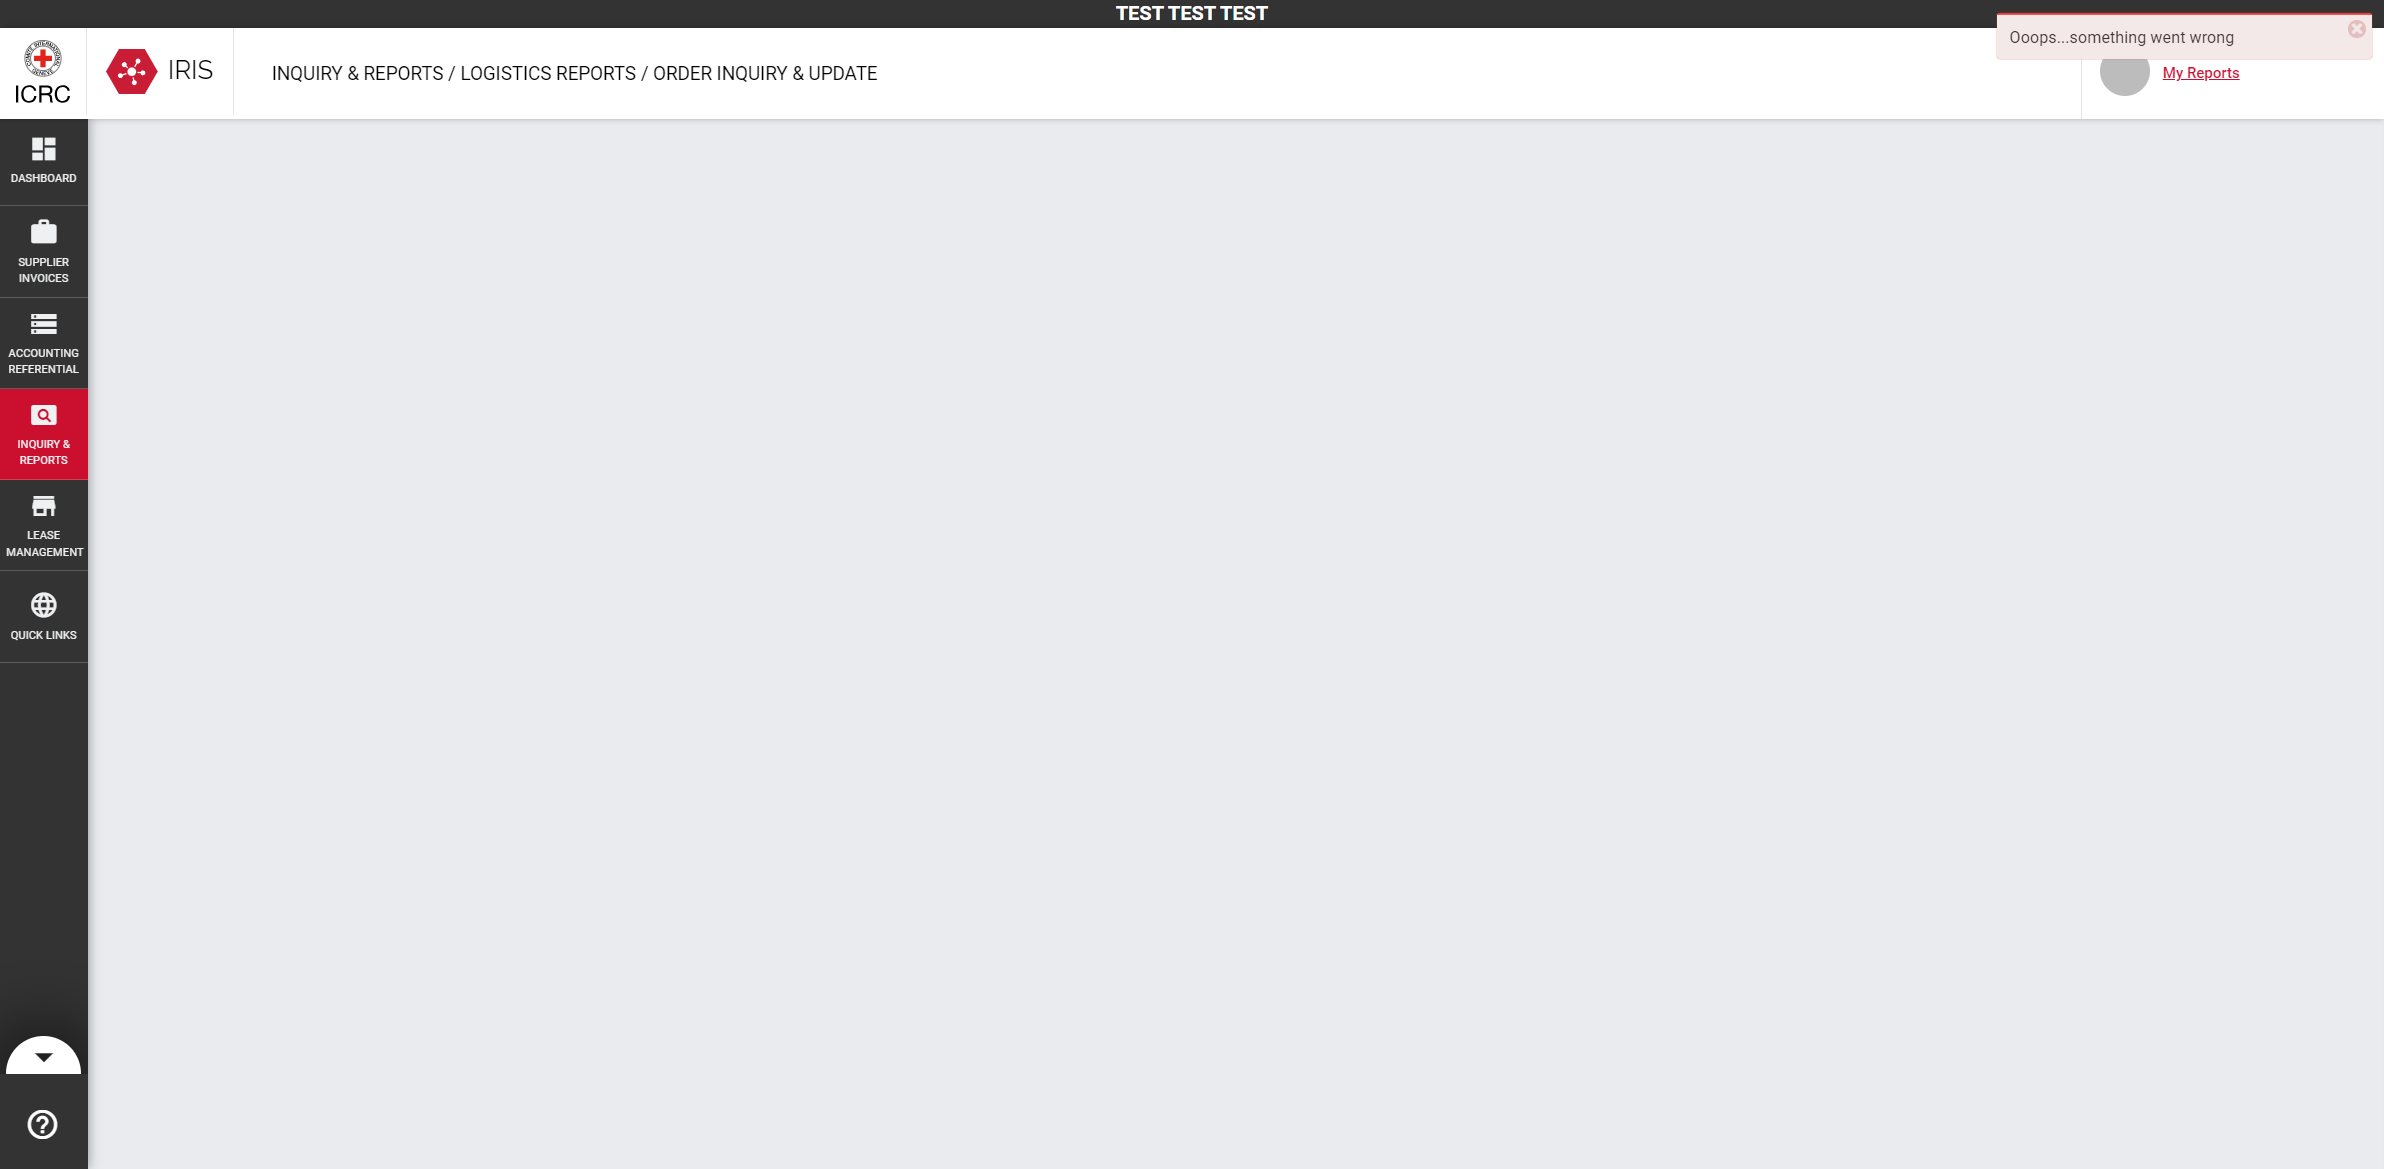 TEST TEST TEST
Ooops...something went wrong
ICRC
IRIS
INQUIRY & REPORTS / LOGISTICS REPORTS / ORDER INQUIRY & UPDATE
My Reports
DASHBOARD
SUPPLIER
INVOICES
ACCOUNTING
REFERENTIAL
INQUIRY &
REPORTS
LEASE
MANAGEMENT
QUICK LINKS